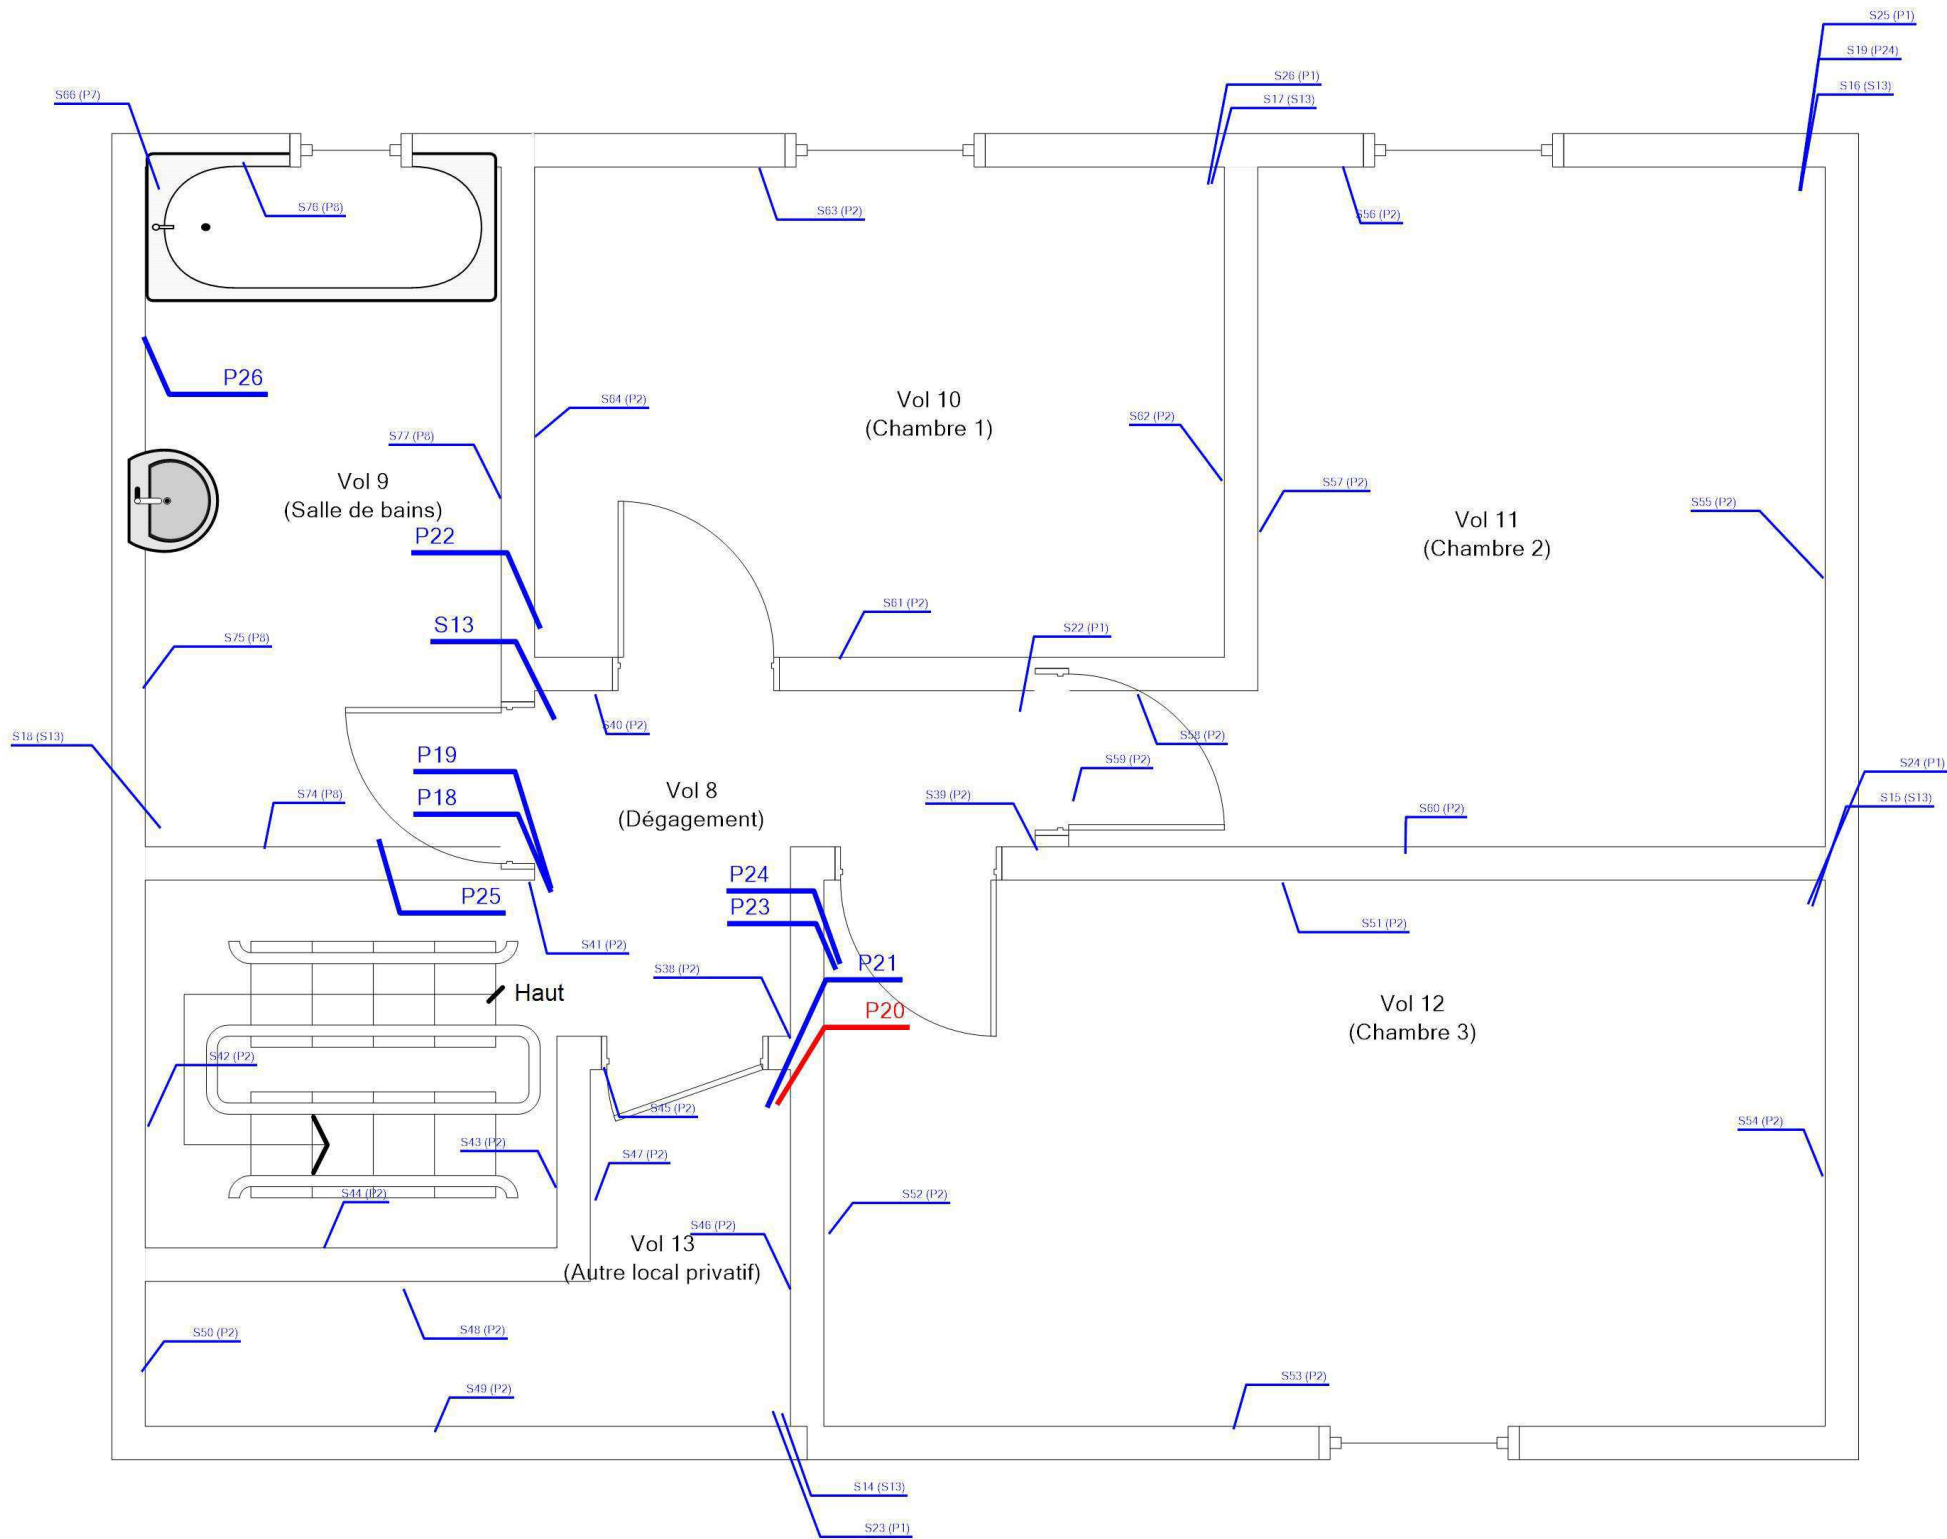 S25 (P1)
S19 (P24)
S26 (P1)
S16 (S13)
S66 (P7)
S17 (S13)
S76 (P8)
S63 (P2)
S56 (P2)
P26
S64 (P2)
Vol 10
(Chambre 1)
S62 (P2)
S77 (P8)
Vol 9
(Salle de bains)
S57 (P2)
S55 (P2)
Vol 11
(Chambre 2)
P22
S61 (P2)
S13
S22 (P1)
S75 (P8)
S40 (P2)
S18 (S13)
S58 (P2)
P19
S59 (P2)
S24 (P1)
P18
Vol 8
(Dégagement)
S74 (P8)
S39 (P2)
S60 (P2)
S15 (S13)
P24
P25
P23
S51 (P2)
S41 (P2)
P21
S38 (P2)
Haut
P20
Vol 12
(Chambre 3)
S42 (P2)
S45 (P2)
S54 (P2)
S43 (P2)
S47 (P2)
S44 (P2)
S52 (P2)
S46 (P2)
Vol 13
(Autre local privatif)
S50 (P2)
S48 (P2)
S49 (P2)
S53 (P2)
S14 (S13)
S23 (P1)